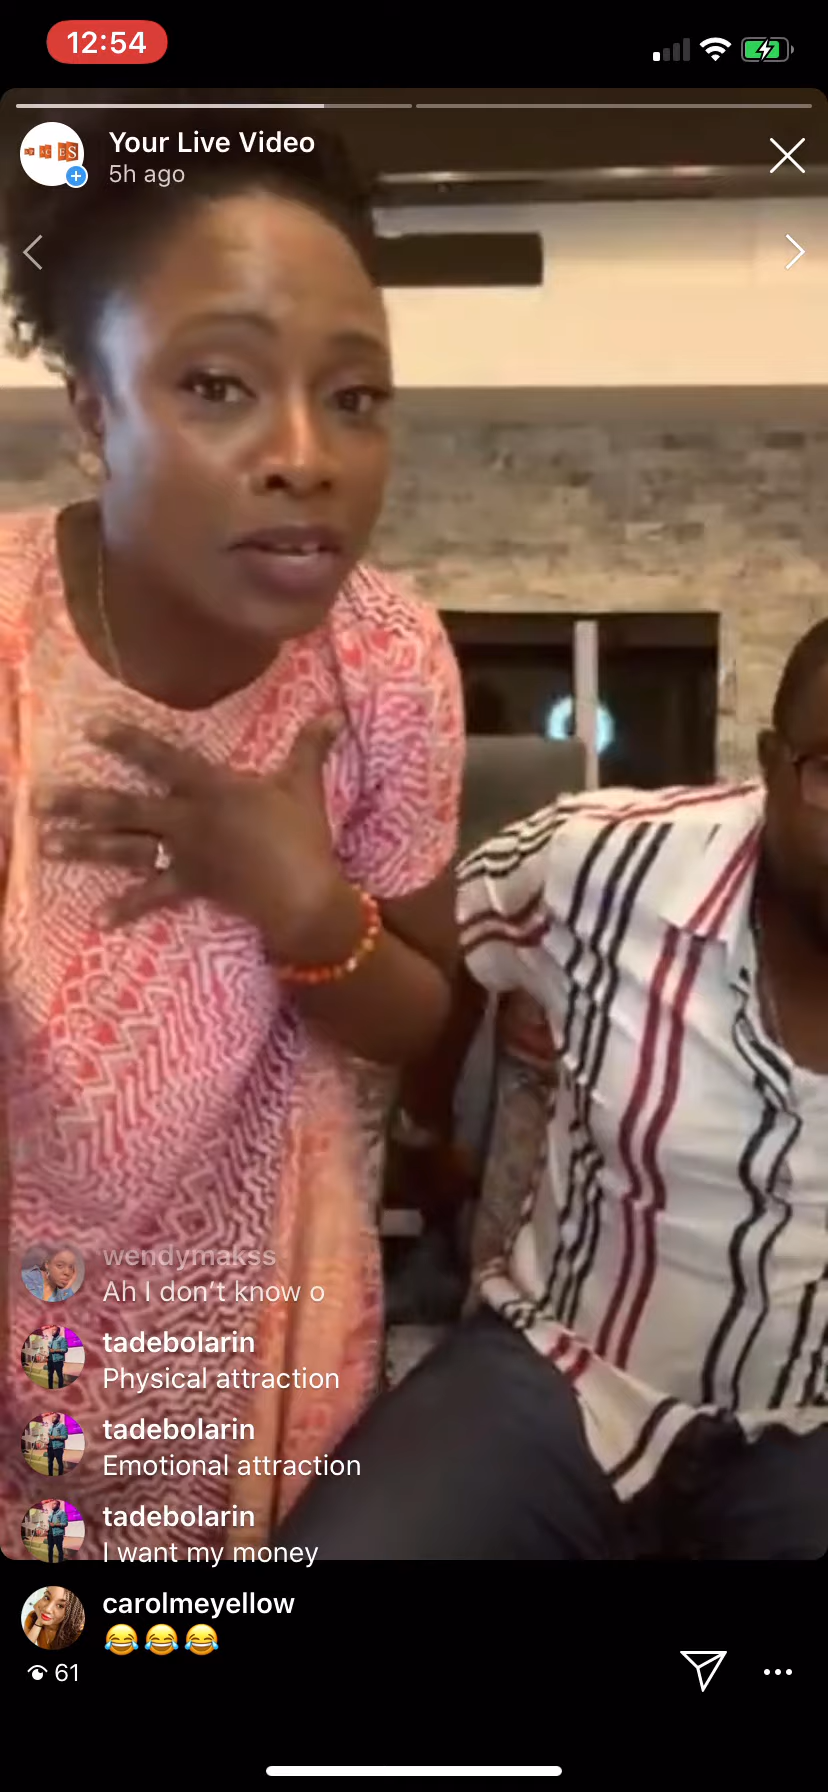 12:54
Your Live Video
5h ago
wendymakss
Ah I don't know o
tadebolarin
Physical attraction
tadebolarin
Emotional attraction
tadebolarin
I want my money
carolmeyellow
😂😂😂
61